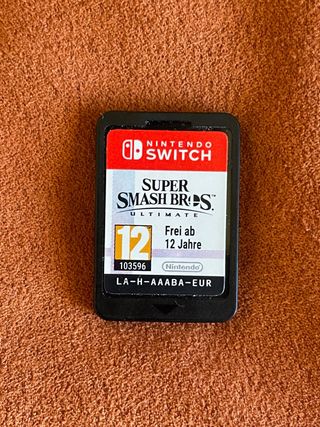 NINTENDO
SWITCH
SUPER
SMASH BROS.
ULTIMATE
12
Frei ab
12 Jahre
103596
Nintendo
LA-H-AAABA-EUR